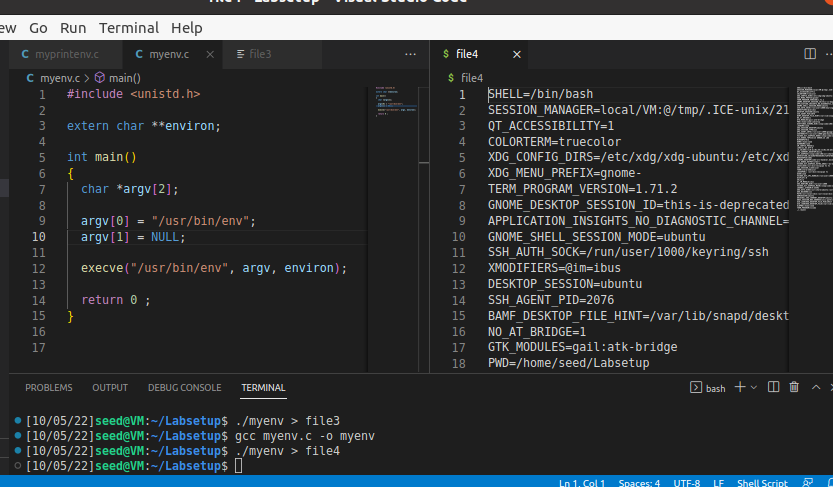 file4 - Labsetup - Visual Studio Code
ew Go Run Terminal Help
myprintenv.c myenv.c file3
myenv.c > main()
1 #include <unistd.h>
2
3 extern char **environ;
4
5 int main()
6 {
7 char *argv[2];
8
9 argv[0] = "/usr/bin/env";
10 argv[1] = NULL;
11
12 execve("/usr/bin/env", argv, environ);
13
14 return 0 ;
15 }
16
17
$ file4
$ file4
1 SHELL=/bin/bash
2 SESSION_MANAGER=local/VM:@/tmp/.ICE-unix/21
3 QT_ACCESSIBILITY=1
4 COLORTERM=truecolor
5 XDG_CONFIG_DIRS=/etc/xdg/xdg-ubuntu:/etc/xd
6 XDG_MENU_PREFIX=gnome-
7 TERM_PROGRAM_VERSION=1.71.2
8 GNOME_DESKTOP_SESSION_ID=this-is-deprecated
9 APPLICATION_INSIGHTS_NO_DIAGNOSTIC_CHANNEL=
10 GNOME_SHELL_SESSION_MODE=ubuntu
11 SSH_AUTH_SOCK=/run/user/1000/keyring/ssh
12 XMODIFIERS=@im=ibus
13 DESKTOP_SESSION=ubuntu
14 SSH_AGENT_PID=2076
15 BAMF_DESKTOP_FILE_HINT=/var/lib/snapd/deskt
16 NO_AT_BRIDGE=1
17 GTK_MODULES=gail:atk-bridge
18 PWD=/home/seed/Labsetup
PROBLEMS OUTPUT DEBUG CONSOLE TERMINAL bash
[10/05/22]seed@VM:~/Labsetup$ ./myenv > file3
[10/05/22]seed@VM:~/Labsetup$ gcc myenv.c -o myenv
[10/05/22]seed@VM:~/Labsetup$ ./myenv > file4
[10/05/22]seed@VM:~/Labsetup$
Ln 1, Col 1 Spaces: 4 UTF-8 LF Shell Script